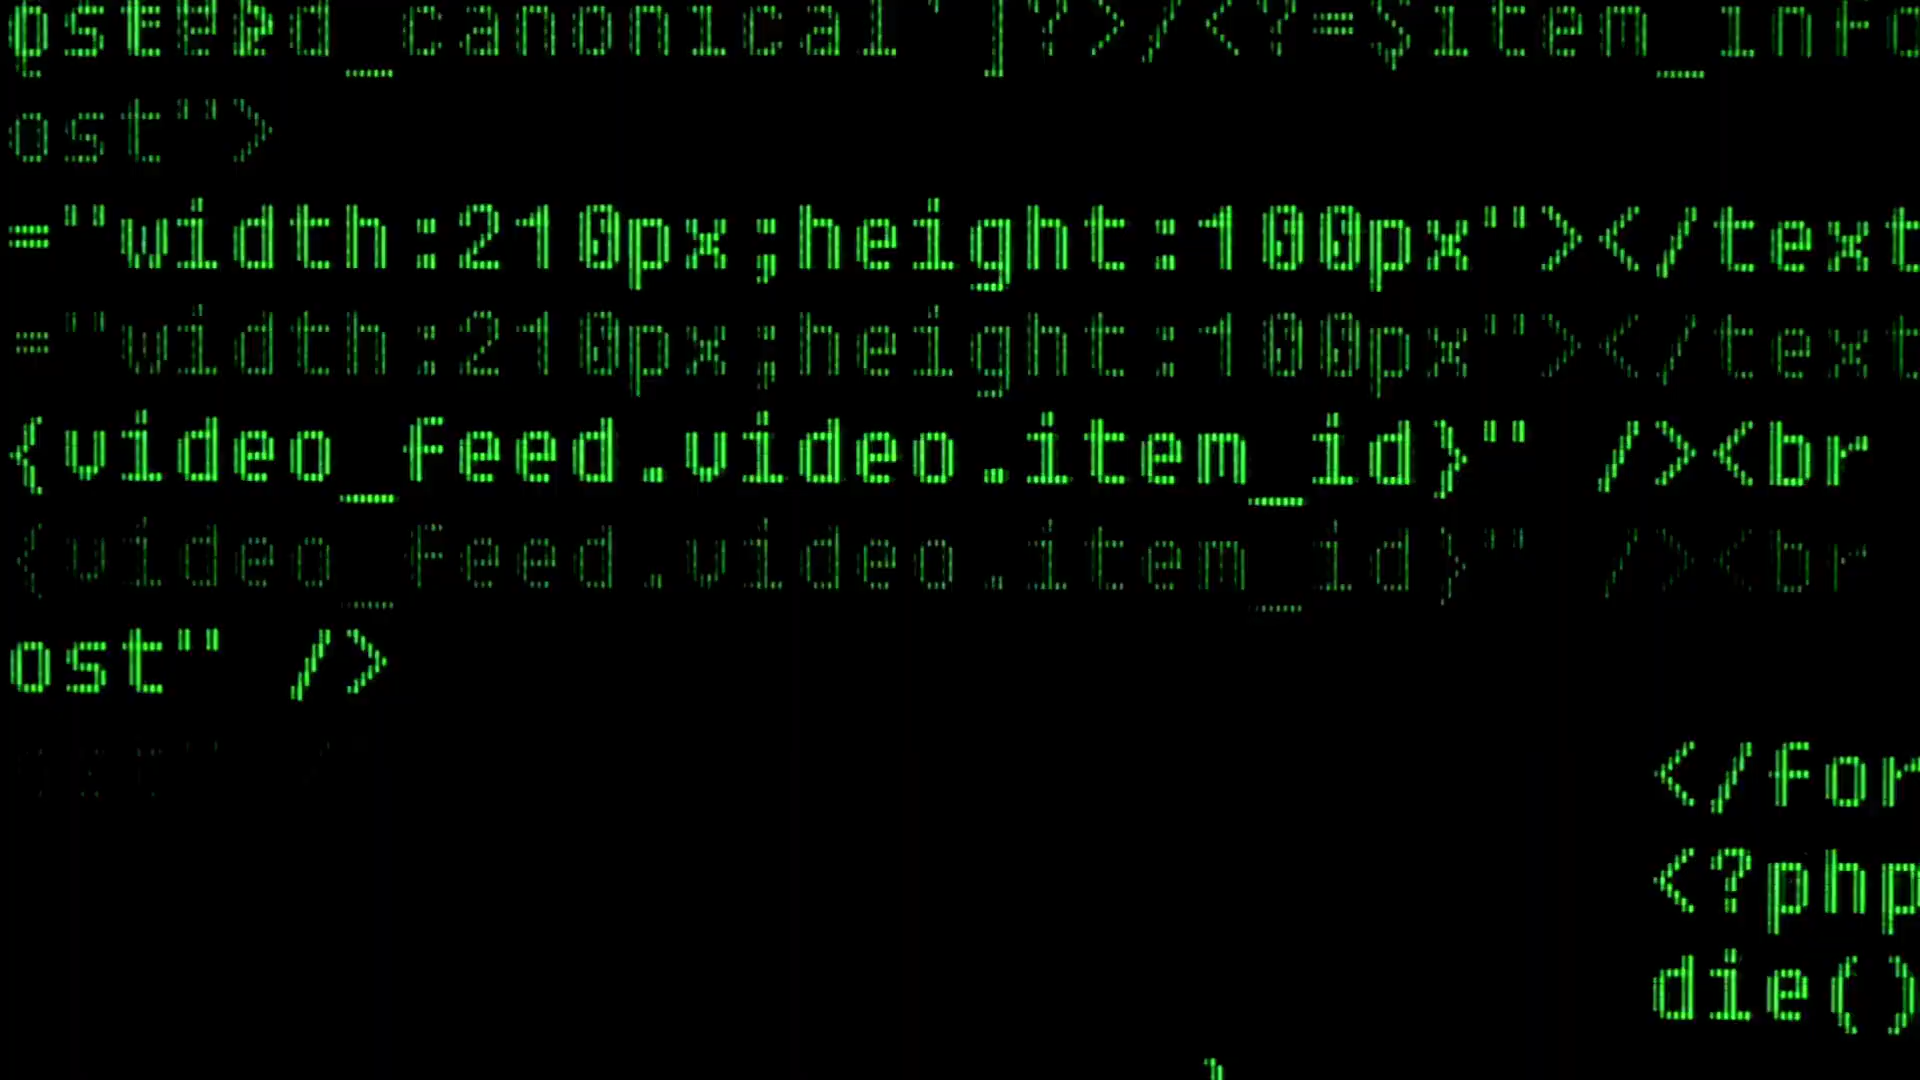 _canonical']?>/<?=$item_info
ost">
="width:210px;height:100px"></text
="width:210px;height:100px"></text
{video_feed.video.item_id}" /><br
{video_feed.video.item_id}" /><br
ost" />
</for
<?php
die()
}